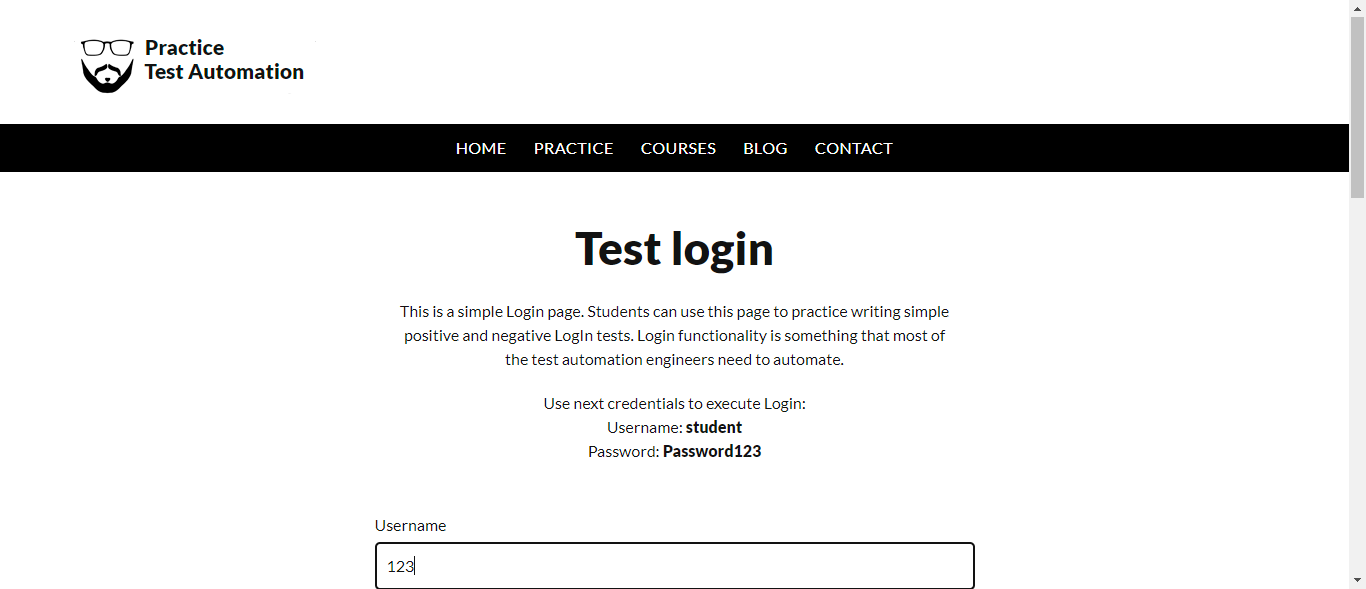 Practice
Test Automation
HOME PRACTICE COURSES BLOG CONTACT
Test login
This is a simple Login page. Students can use this page to practice writing simple
positive and negative LogIn tests. Login functionality is something that most of
the test automation engineers need to automate.
Use next credentials to execute Login:
Username: student
Password: Password123
Username
123